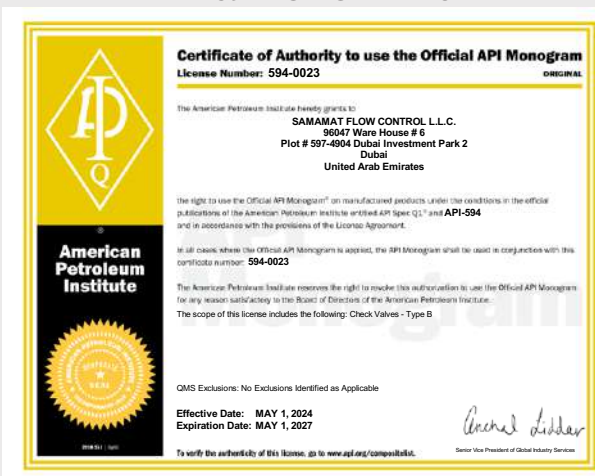 API
Q
®
American
Petroleum
Institute
Certificate of Authority to use the Official API Monogram
License Number: 594-0023
ORIGINAL
The American Petroleum Institute hereby grants to
SAMAMAT FLOW CONTROL L.L.C.
96047 Ware House # 6
Plot # 597-4904 Dubai Investment Park 2
Dubai
United Arab Emirates
the right to use the Official API Monogram® on manufactured products under the conditions in the official
publications of the American Petroleum Institute entitled API Spec Q1® and API-594
and in accordance with the provisions of the License Agreement.
In all cases where the Official API Monogram is applied, the API Monogram shall be used in conjunction with this
certificate number: 594-0023
The American Petroleum Institute reserves the right to revoke this authorization to use the Official API Monogram
for any reason satisfactory to the Board of Directors of the American Petroleum Institute.
The scope of this license includes the following: Check Valves - Type B
QMS Exclusions: No Exclusions Identified as Applicable
Effective Date: MAY 1, 2024
Expiration Date: MAY 1, 2027
To verify the authenticity of this license, go to www.api.org/compositelist.
Anchal Liddar
Senior Vice President of Global Industry Services